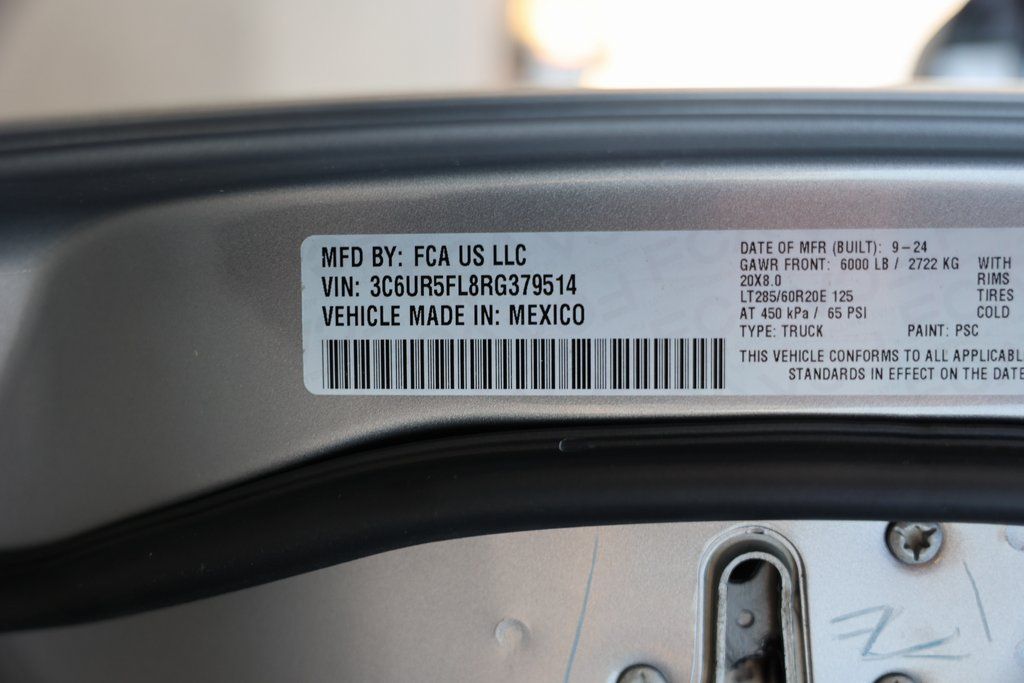 MFD BY: FCA US LLC
VIN: 3C6UR5FL8RG379514
VEHICLE MADE IN: MEXICO
DATE OF MFR (BUILT): 9-24
GAWR FRONT: 6000 LB / 2722 KG WITH
20X8.0 RIMS
LT285/60R20E 125 TIRES
AT 450 kPa / 65 PSI COLD
TYPE: TRUCK PAINT: PSC
THIS VEHICLE CONFORMS TO ALL
STANDARDS IN EFFECT ON THE DATE